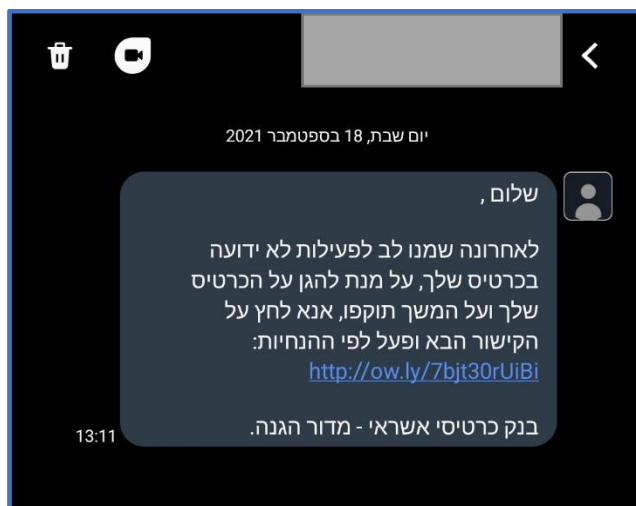 יום שבת, 18 בספטמבר 2021
שלום ,
לאחרונה שמנו לב לפעילות לא ידועה
בכרטיס שלך, על מנת להגן על הכרטיס
שלך ועל המשך תוקפו, אנא לחץ על
הקישור הבא ופעל לפי ההנחיות:
http://ow.ly/7bjt30rUiBi
בנק כרטיסי אשראי - מדור הגנה.
13:11